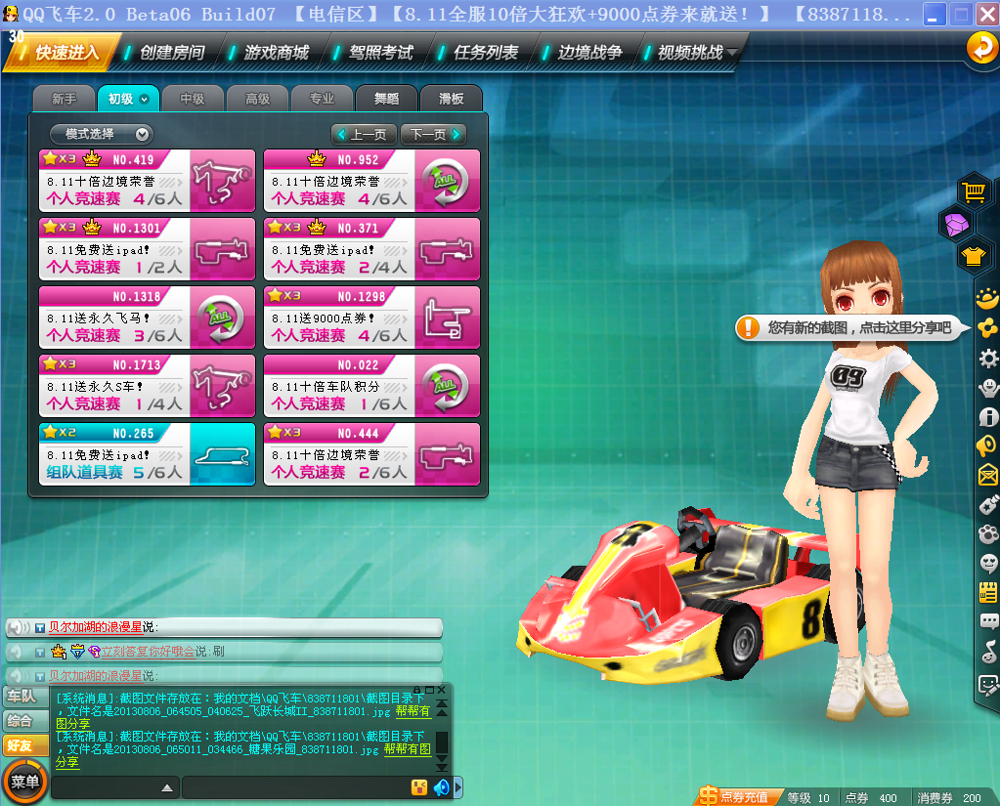 QQ飞车2.0 Beta06 Build07 【电信区】【8.11全服10倍大狂欢+9000点券来就送！】 【8387118...
30
快速进入 创建房间 游戏商城 驾照考试 任务列表 边境战争 视频挑战
新手 初级 中级 高级 专业 舞蹈 滑板
模式选择 上一页 下一页
X3 NO.419
8.11十倍边境荣誉
个人竞速赛 4/6人
NO.952
8.11十倍边境荣誉
个人竞速赛 4/6人
ALL
X3 NO.1301
8.11免费送ipad!
个人竞速赛 1/2人
X3 NO.371
8.11免费送ipad!
个人竞速赛 2/4人
NO.1318
8.11送永久飞马!
个人竞速赛 3/6人
ALL
X3 NO.1298
8.11送9000点券!
个人竞速赛 4/6人
X3 NO.1713
8.11送永久S车!
个人竞速赛 1/4人
NO.022
8.11十倍车队积分
个人竞速赛 1/6人
ALL
X2 NO.265
8.11免费送ipad!
组队道具赛 5/6人
X3 NO.444
8.11十倍边境荣誉
个人竞速赛 2/6人
您有新的截图，点击这里分享吧
09
8
贝尔加湖的浪漫星说:
立刻答复你好哦会说:刷
贝尔加湖的浪漫星说:
车队
综合
好友
菜单
[系统消息]:截图文件存放在：我的文档\QQ飞车\838711801\截图目录下
，文件名是20130806_064505_040625_飞跃长城II_838711801.jpg 帮帮有
图分享
[系统消息]:截图文件存放在：我的文档\QQ飞车\838711801\截图目录下
，文件名是20130806_065011_034466_糖果乐园_838711801.jpg 帮帮有图
分享
点券充值 等级 10 点券 400 消费券 200